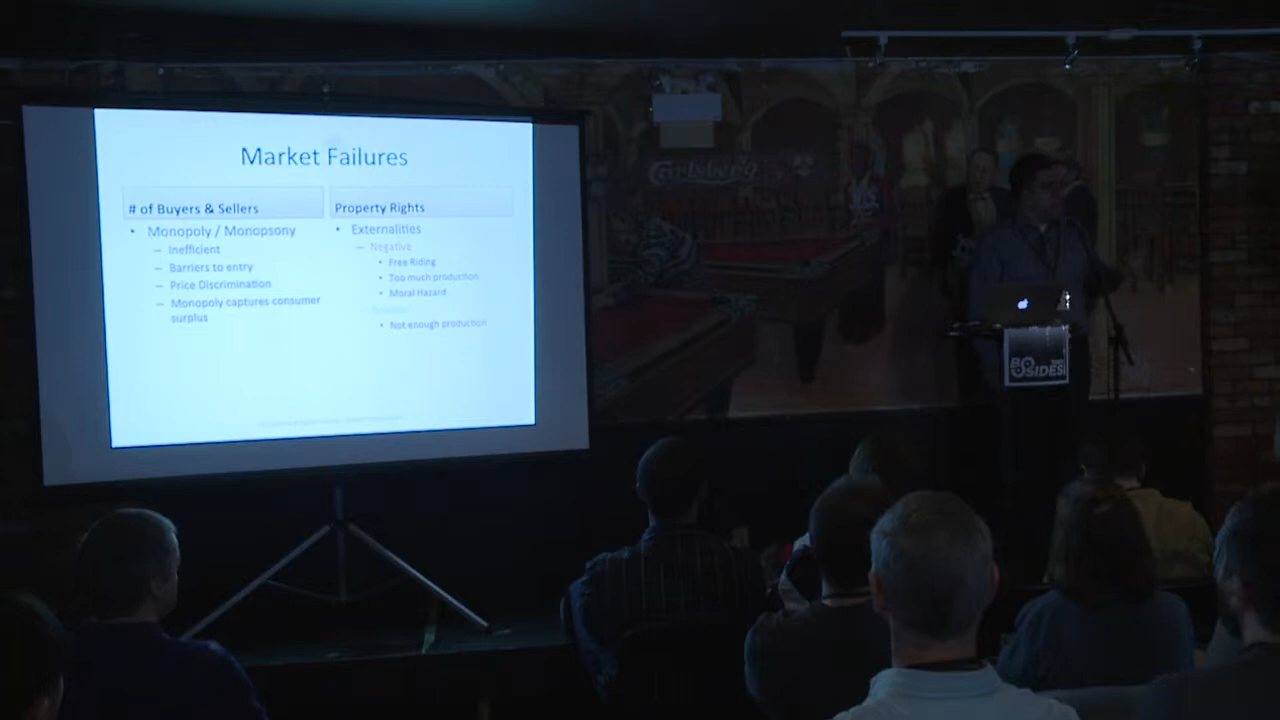 Market Failures
# of Buyers & Sellers
• Monopoly / Monopsony
– Inefficient
– Barriers to entry
– Price Discrimination
– Monopoly captures consumer
surplus
Property Rights
• Externalities
– Negative
• Free Riding
• Too much production
• Moral Hazard
• Not enough production
Carlsberg
BSIDES